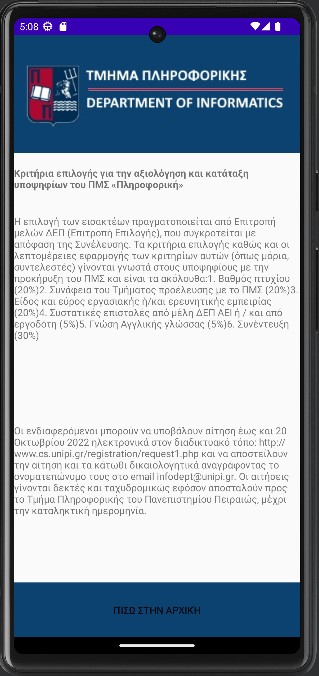 5:08
ΤΜΗΜΑ ΠΛΗΡΟΦΟΡΙΚΗΣ
DEPARTMENT OF INFORMATICS
Κριτήρια επιλογής για την αξιολόγηση και κατάταξη
υποψηφίων του ΠΜΣ «Πληροφορική»
Η επιλογή των εισακτέων πραγματοποιείται από Επιτροπή
μελών ΔΕΠ (Επιτροπή Επιλογής), που συγκροτείται με
απόφαση της Συνέλευσης. Τα κριτήρια επιλογής καθώς και οι
λεπτομέρειες εφαρμογής των κριτηρίων αυτών (όπως μόρια,
συντελεστές) γίνονται γνωστά στους υποψηφίους με την
προκήρυξη του ΠΜΣ και είναι τα ακόλουθα:1. Βαθμός πτυχίου
(20%)2. Συνάφεια του Τμήματος προέλευσης με το ΠΜΣ (20%)3.
Είδος και εύρος εργασιακής ή/και ερευνητικής εμπειρίας
(20%)4. Συστατικές επιστολές από μέλη ΔΕΠ ΑΕΙ ή / και από
εργοδότη (5%)5. Γνώση Αγγλικής γλώσσας (5%)6. Συνέντευξη
(30%)
Οι ενδιαφερόμενοι μπορούν να υποβάλουν αίτηση έως και 20
Οκτωβρίου 2022 ηλεκτρονικά στον διαδικτυακό τόπο: http://
www.cs.unipi.gr/registration/request1.php και να αποστείλουν
την αίτηση και τα κάτωθι δικαιολογητικά αναγράφοντας το
ονοματεπώνυμο τους στο email infodept@unipi.gr. Οι αιτήσεις
γίνονται δεκτές και ταχυδρομικώς εφόσον αποσταλούν προς
το Τμήμα Πληροφορικής του Πανεπιστημίου Πειραιώς, μέχρι
την καταληκτική ημερομηνία.
ΠΙΣΩ ΣΤΗΝ ΑΡΧΙΚΗ